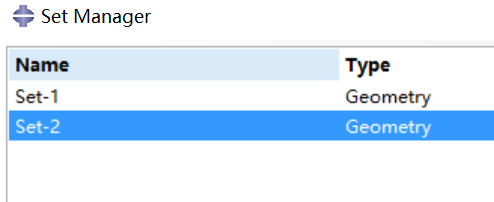 Set Manager
Name Type
Set-1 Geometry
Set-2 Geometry